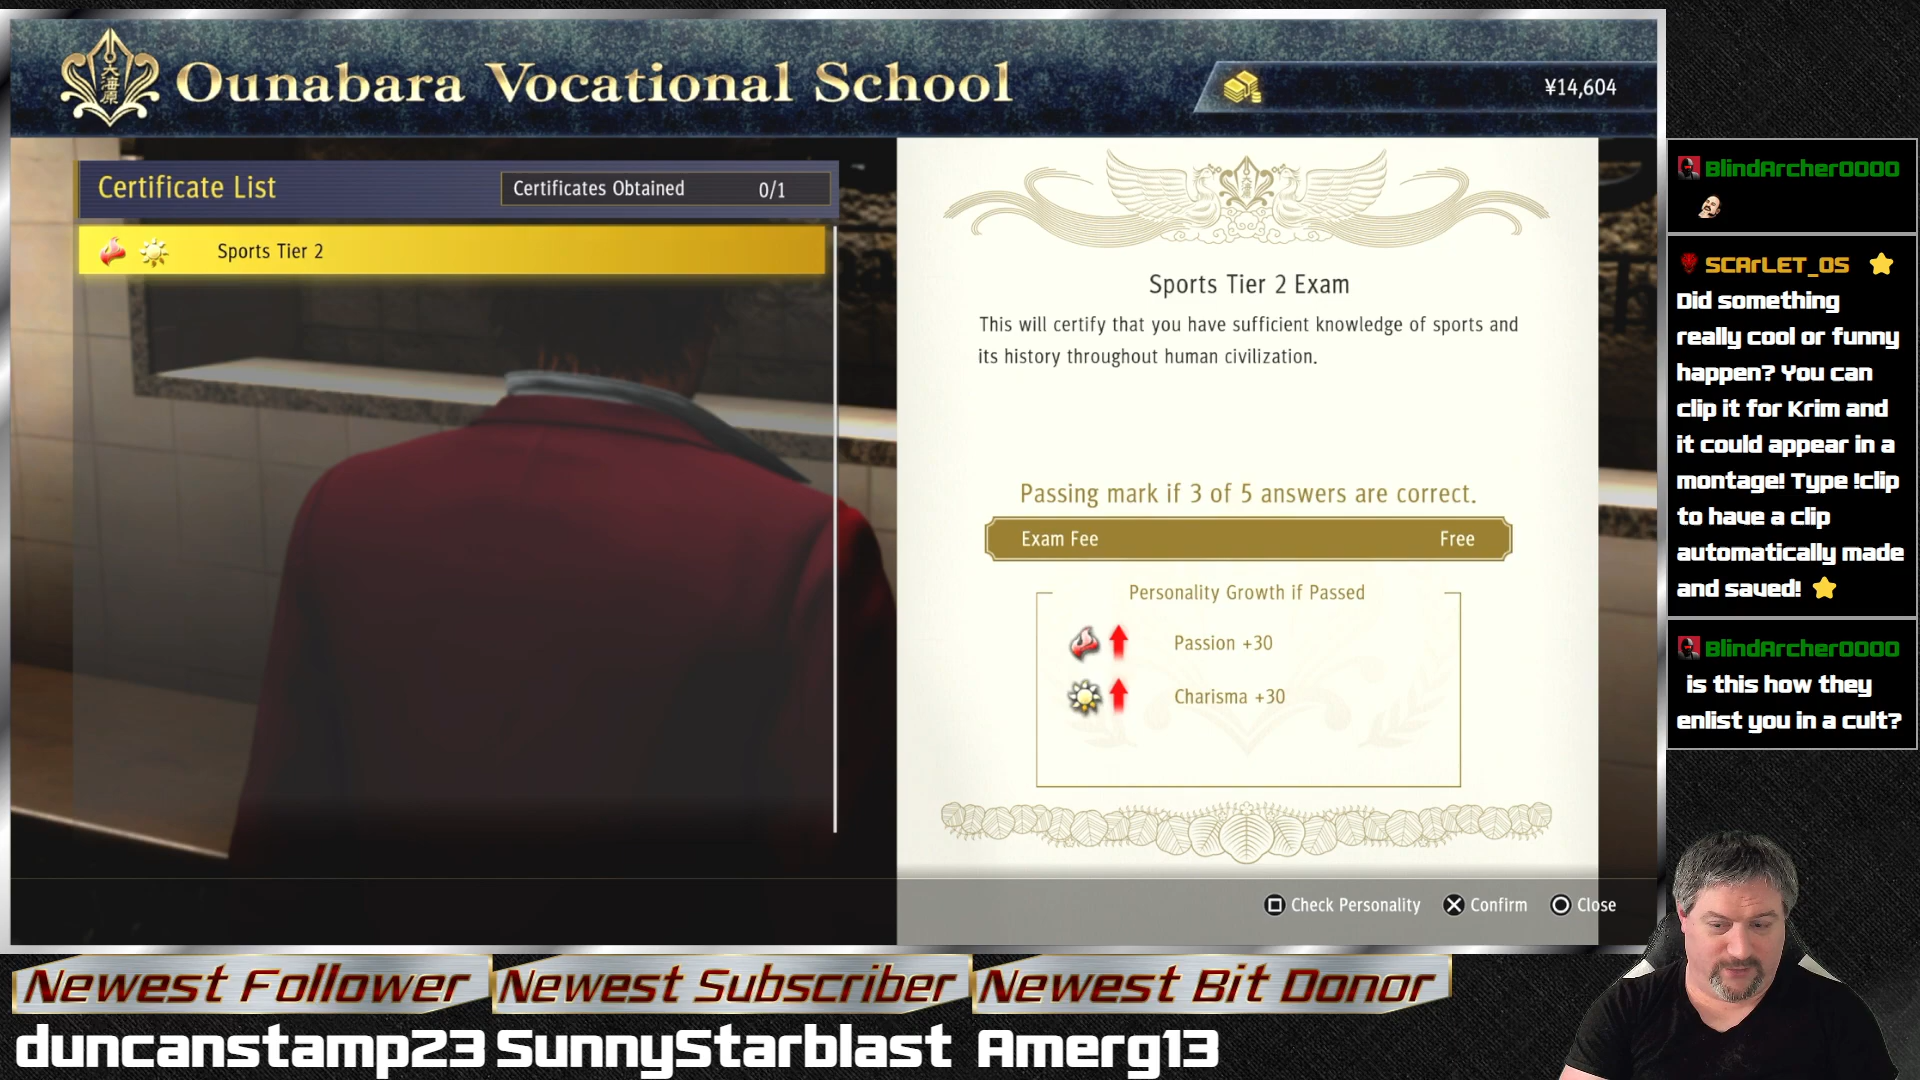 大海原
Ounabara Vocational School
¥14,604
Certificate List
Certificates Obtained 0/1
Sports Tier 2
Sports Tier 2 Exam
This will certify that you have sufficient knowledge of sports and
its history throughout human civilization.
Passing mark if 3 of 5 answers are correct.
Exam Fee Free
Personality Growth if Passed
Passion +30
Charisma +30
Check Personality Confirm Close
BlindArcher0000
SCArLET_OS
Did something
really cool or funny
happen? You can
clip it for Krim and
it could appear in a
montage! Type !clip
to have a clip
automatically made
and saved!
BlindArcher0000
is this how they
enlist you in a cult?
Newest Follower Newest Subscriber Newest Bit Donor
duncanstamp23 SunnyStarblast Amerg13